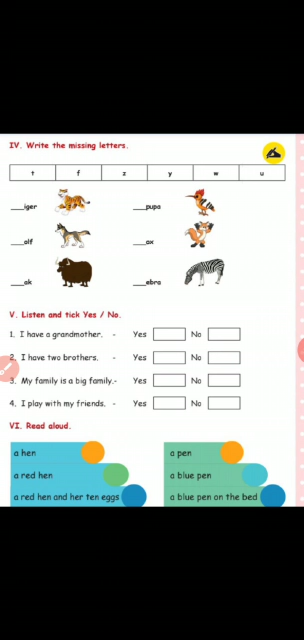 IV. Write the missing letters.
t f z y w u
___iger ___pupa
___olf ___ox
___ak ___ebra
V. Listen and tick Yes / No.
1. I have a grandmother. - Yes No
2. I have two brothers. - Yes No
3. My family is a big family.- Yes No
4. I play with my friends. - Yes No
VI. Read aloud.
a hen a pen
a red hen a blue pen
a red hen and her ten eggs a blue pen on the bed